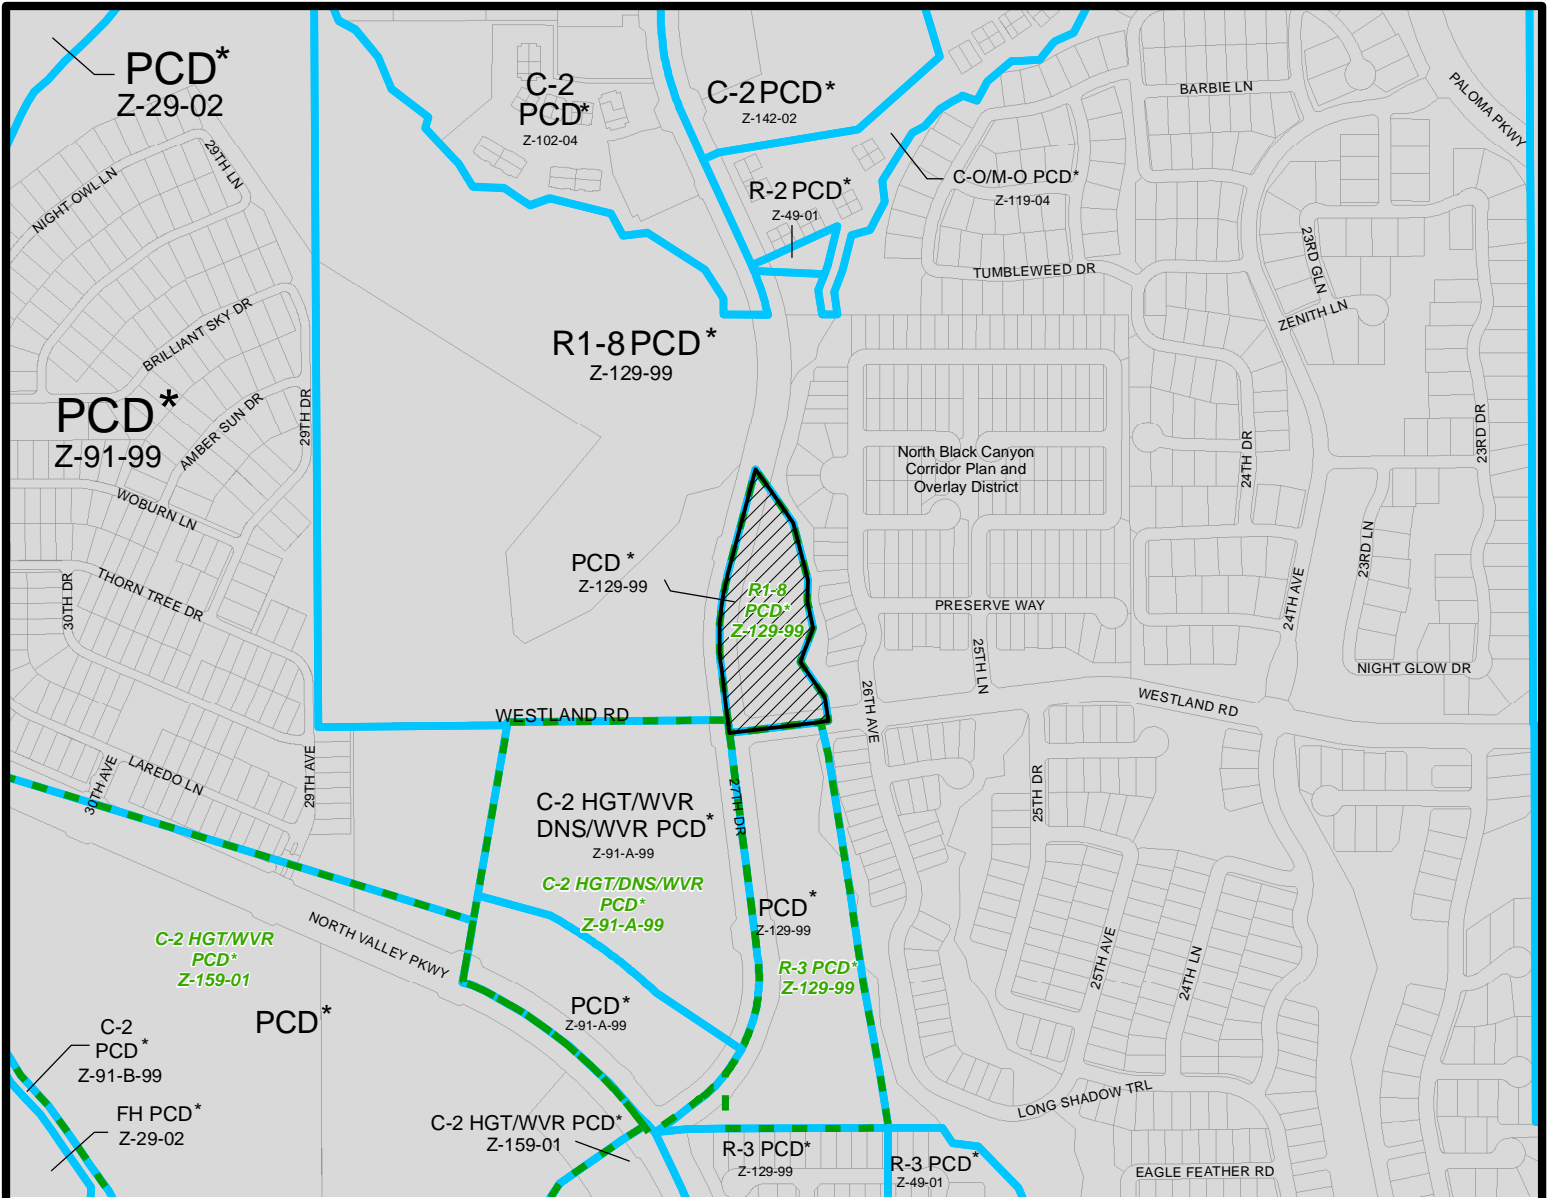 PCD*
Z-29-02
C-2
PCD*
Z-102-04
C-2 PCD*
Z-142-02
R-2 PCD*
Z-49-01
C-O/M-O PCD*
Z-119-04
BARBIE LN
PALOMA PKWY
29TH LN
NIGHT OWL LN
TUMBLEWEED DR
23RD GLN
ZENITH LN
BRILLIANT SKY DR
R1-8 PCD*
Z-129-99
PCD*
Z-91-99
AMBER SUN DR
29TH DR
North Black Canyon
Corridor Plan and
Overlay District
24TH DR
23RD DR
WOBURN LN
THORN TREE DR
30TH DR
PCD*
Z-129-99
R1-8
PCD*
Z-129-99
PRESERVE WAY
23RD LN
24TH AVE
25TH LN
NIGHT GLOW DR
26TH AVE
WESTLAND RD
WESTLAND RD
LAREDO LN
30TH AVE
29TH AVE
27TH DR
25TH DR
C-2 HGT/WVR
DNS/WVR PCD*
Z-91-A-99
C-2 HGT/DNS/WVR
PCD*
Z-91-A-99
PCD*
Z-129-99
NORTH VALLEY PKWY
C-2 HGT/WVR
PCD*
Z-159-01
R-3 PCD*
Z-129-99
25TH AVE
24TH LN
PCD*
PCD*
Z-91-A-99
C-2
PCD*
Z-91-B-99
FH PCD*
Z-29-02
C-2 HGT/WVR PCD*
Z-159-01
LONG SHADOW TRL
R-3 PCD*
Z-129-99
R-3 PCD*
Z-49-01
EAGLE FEATHER RD